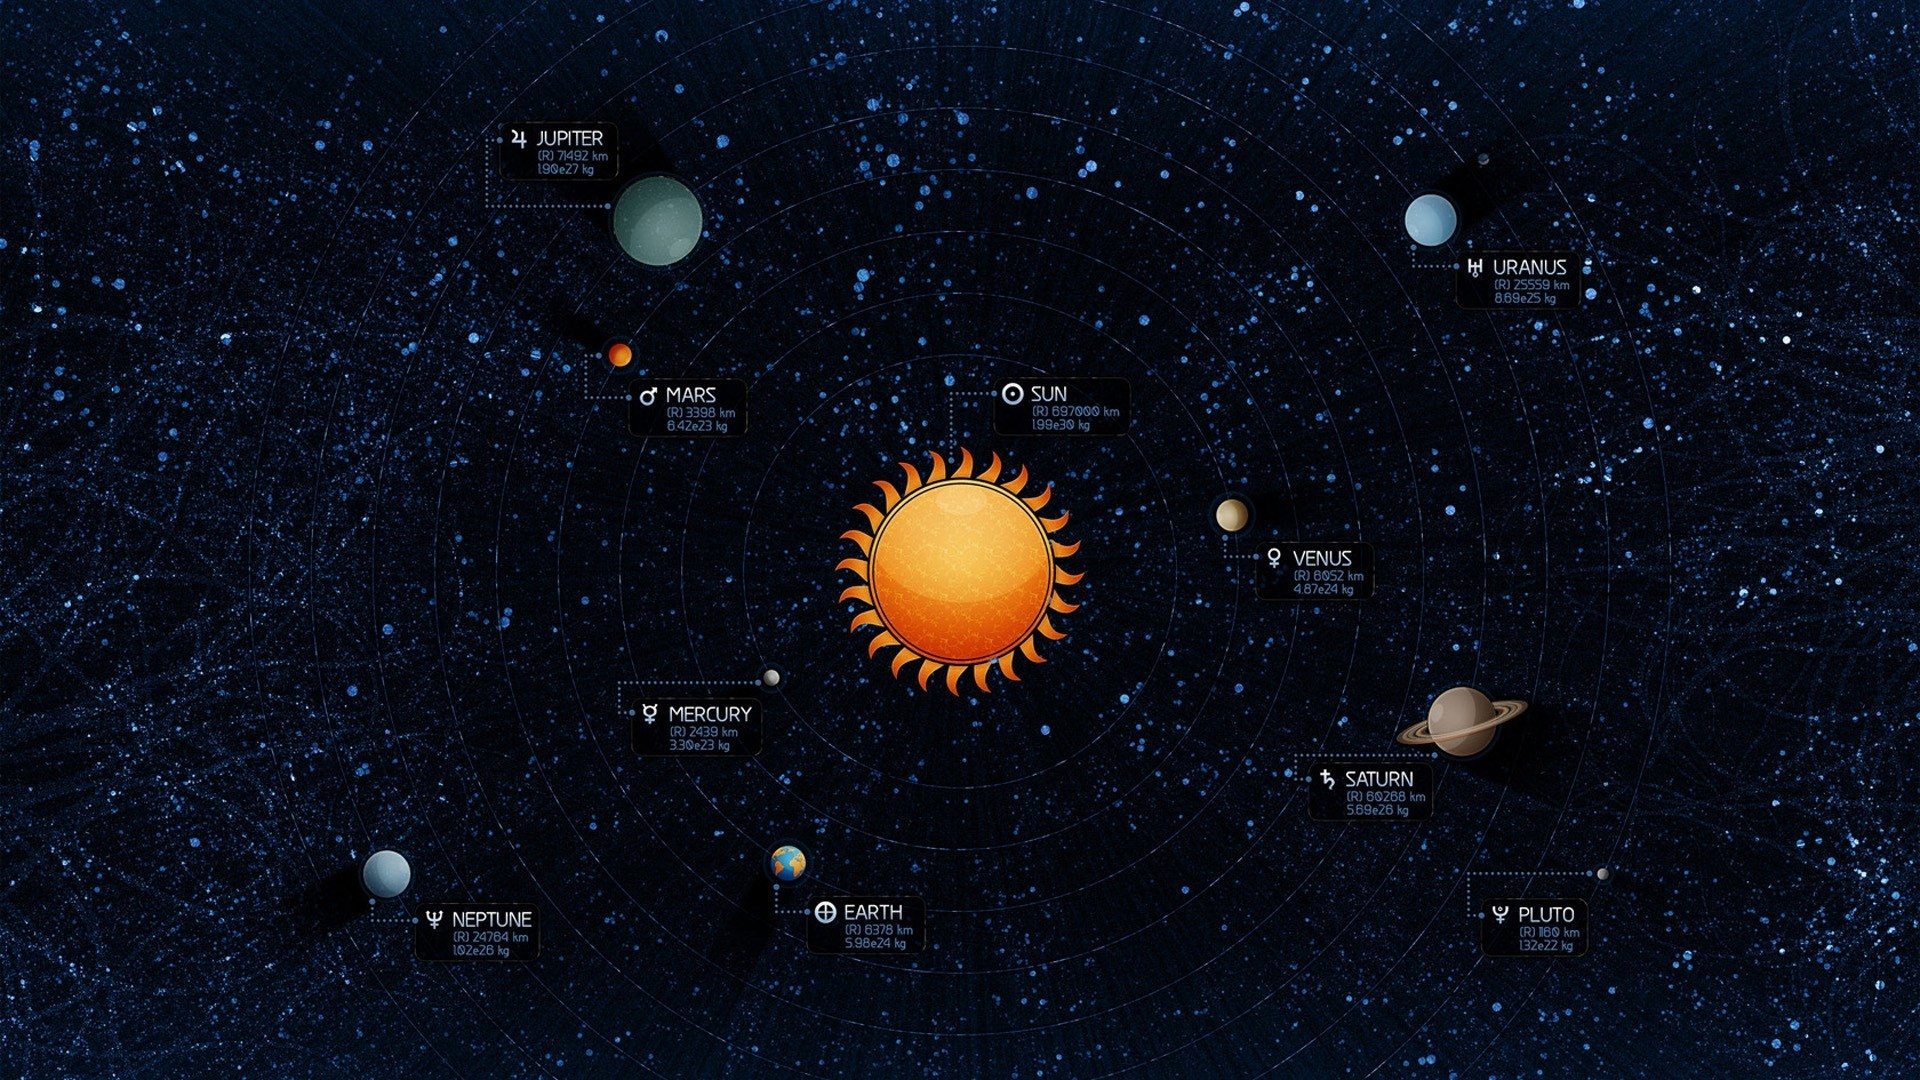 JUPITER
(R) 71492 km
1.90e27 kg
URANUS
(R) 25559 km
8.69e25 kg
MARS
(R) 3398 km
6.42e23 kg
SUN
(R) 697000 km
1.99e30 kg
VENUS
(R) 6052 km
4.87e24 kg
MERCURY
(R) 2439 km
3.30e23 kg
SATURN
(R) 60268 km
5.69e26 kg
NEPTUNE
(R) 24764 km
1.02e26 kg
EARTH
(R) 6378 km
5.98e24 kg
PLUTO
(R) 1160 km
1.32e22 kg